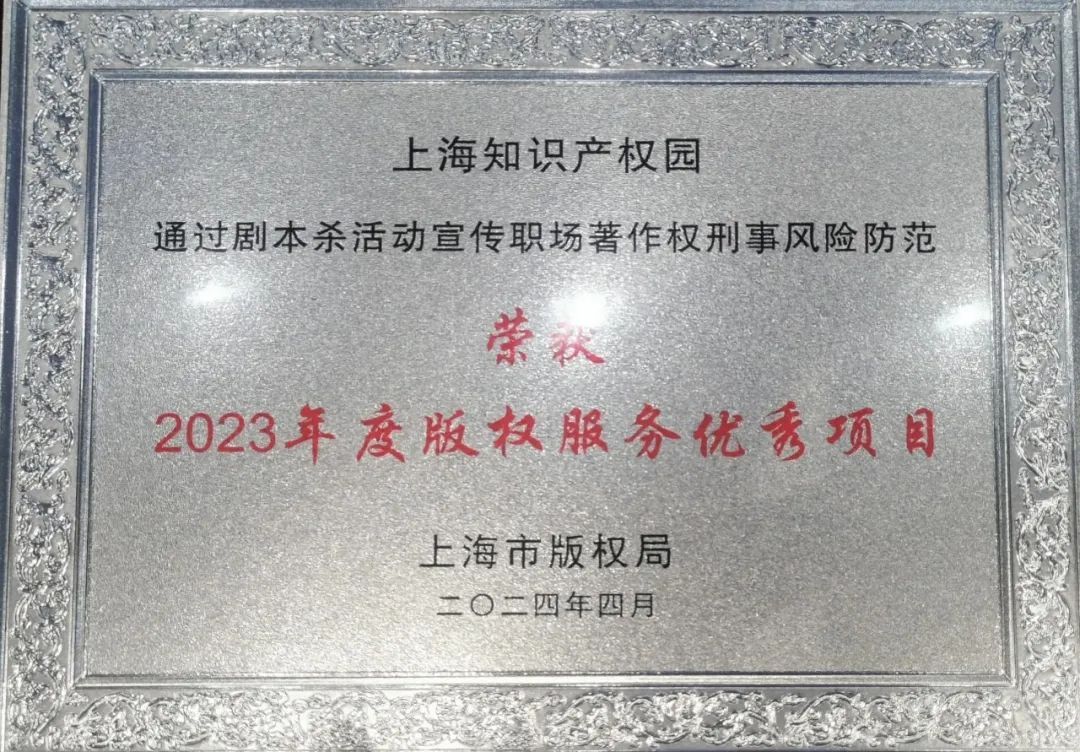 上海知识产权园
通过剧本杀活动宣传职场著作权刑事风险防范
荣获
2023年度版权服务优秀项目
上海市版权局
二〇二四年四月